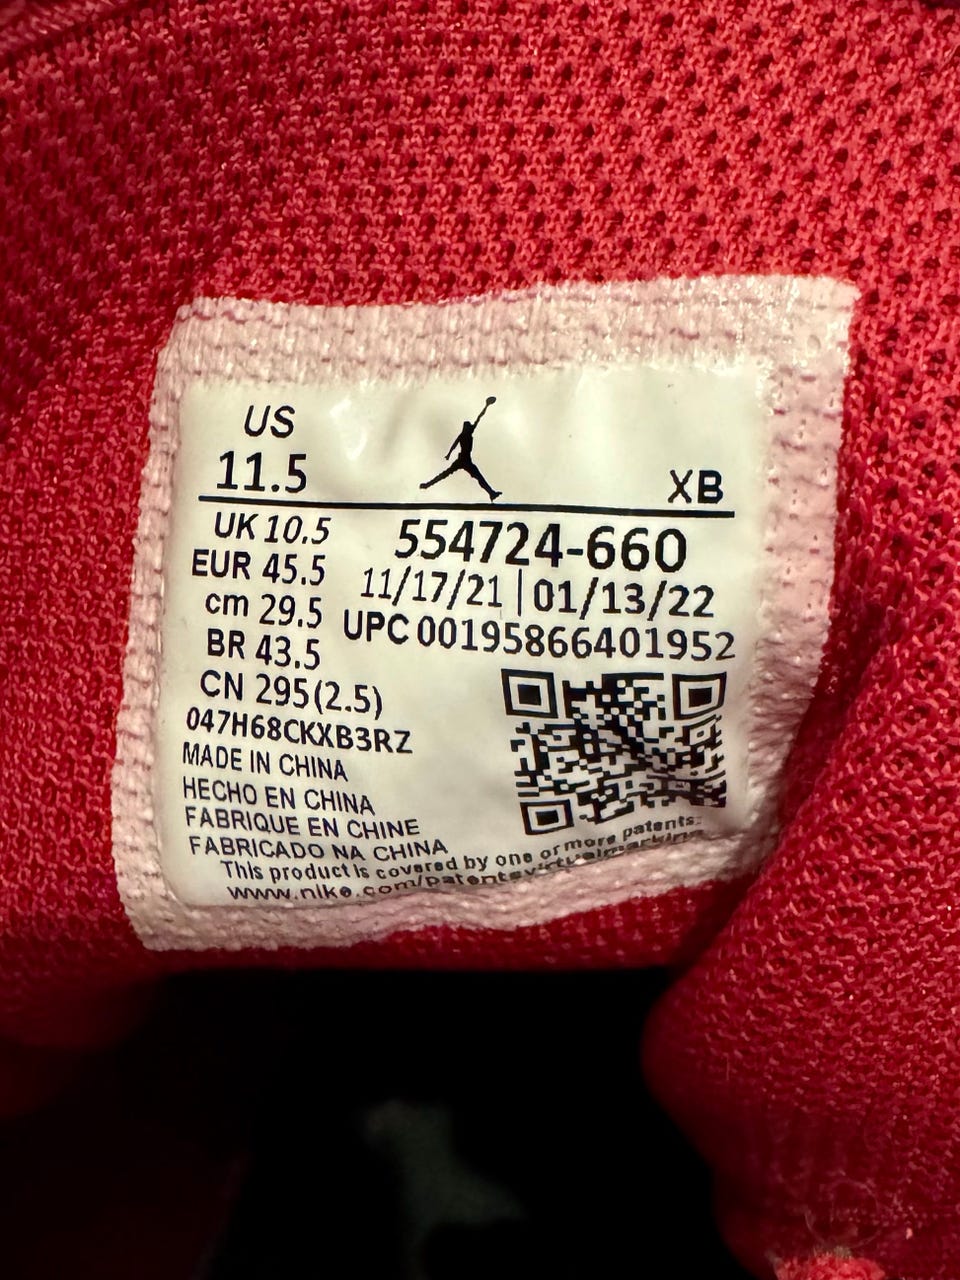 US
11.5
XB
UK 10.5
EUR 45.5
cm 29.5
BR 43.5
CN 295(2.5)
554724-660
11/17/21 | 01/13/22
UPC 00195866401952
047H68CKXB3RZ
MADE IN CHINA
HECHO EN CHINA
FABRIQUE EN CHINE
FABRICADO NA CHINA
This product is covered by one or more patents:
www.nike.com/patentsvirtualmarking